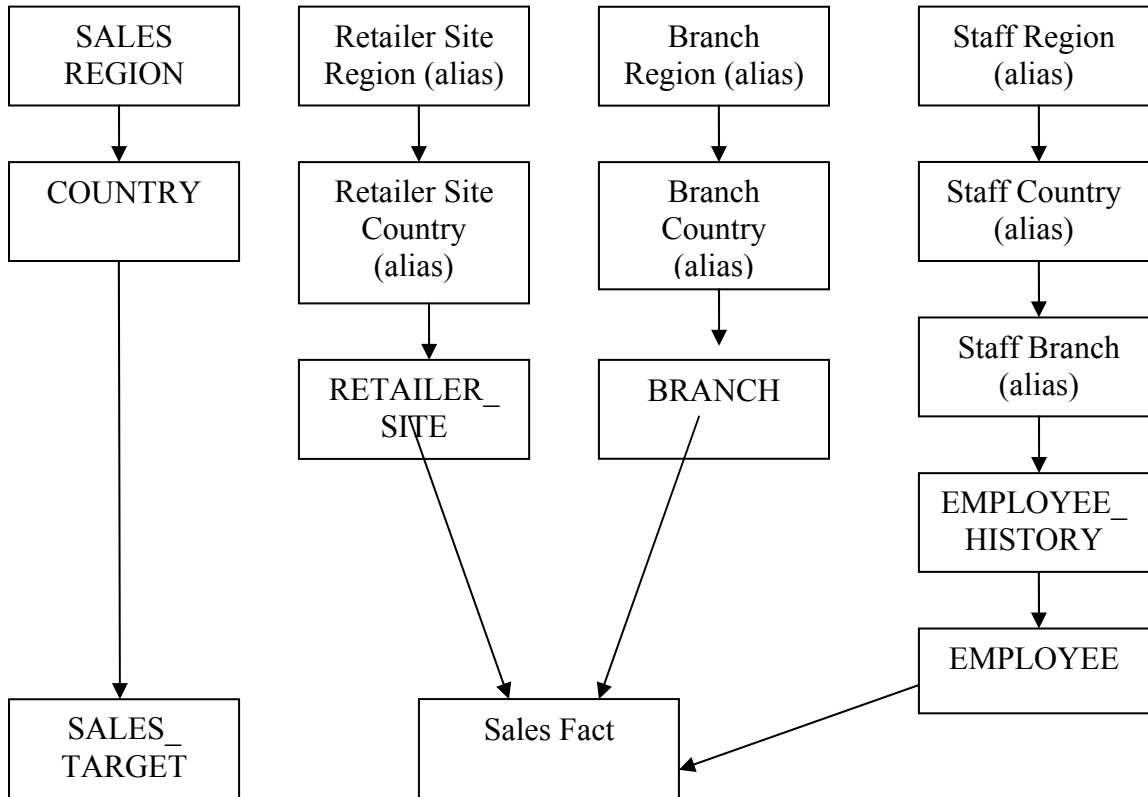 SALES
REGION
Retailer Site
Region (alias)
Branch
Region (alias)
Staff Region
(alias)
COUNTRY
Retailer Site
Country
(alias)
Branch
Country
(alias)
Staff Country
(alias)
Staff Branch
(alias)
RETAILER_
SITE
BRANCH
EMPLOYEE_
HISTORY
EMPLOYEE
SALES_
TARGET
Sales Fact